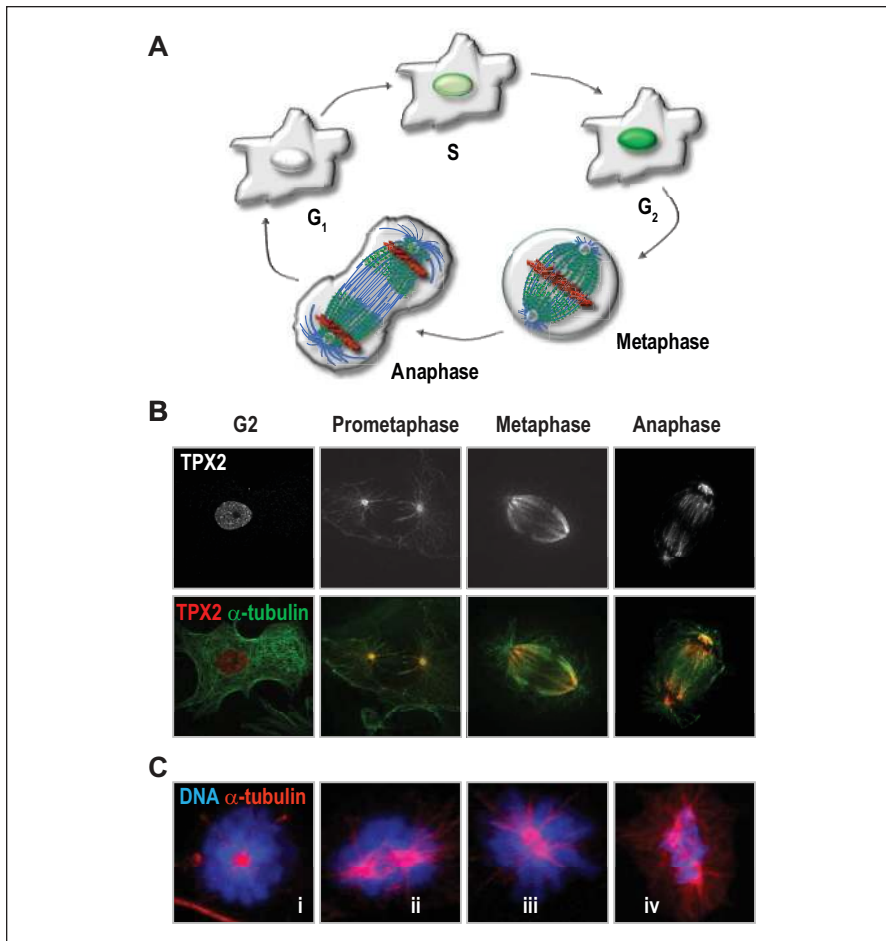 A
S
G1
G2
Metaphase
Anaphase
B
G2 Prometaphase Metaphase Anaphase
TPX2
TPX2 α-tubulin
C
DNA α-tubulin
i ii iii iv